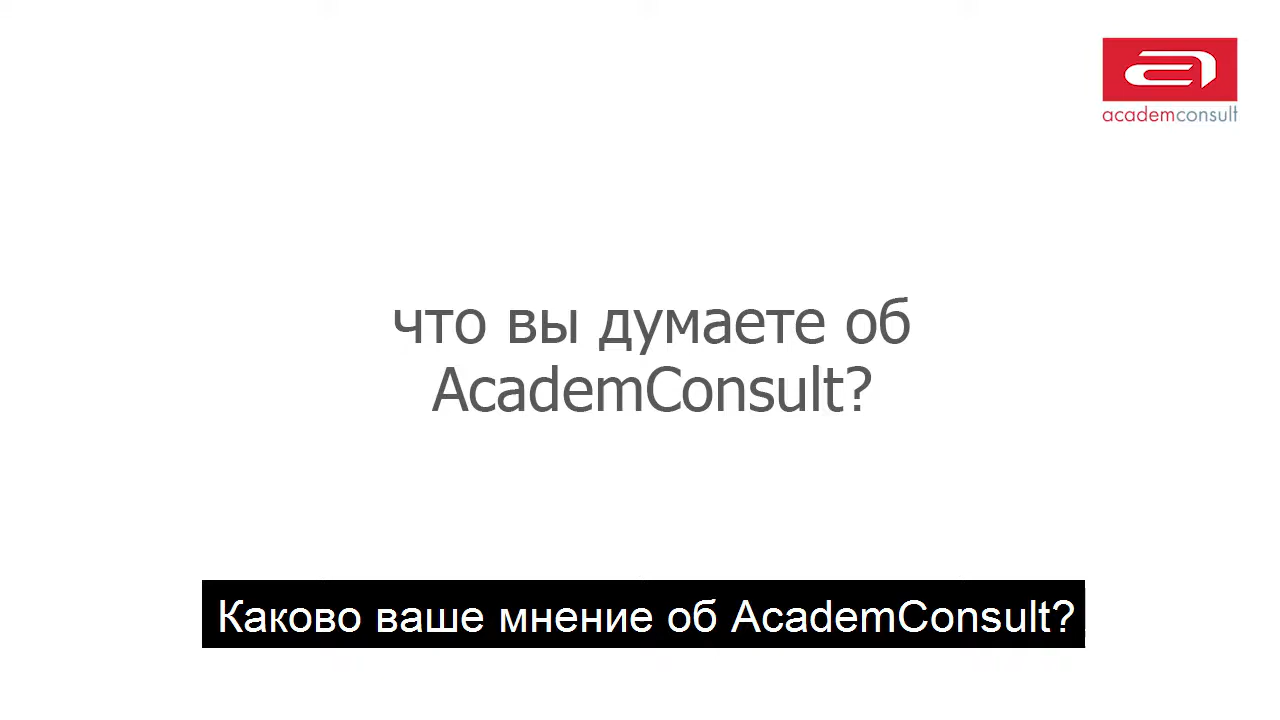 academconsult
что вы думаете об
AcademConsult?
Каково ваше мнение об AcademConsult?